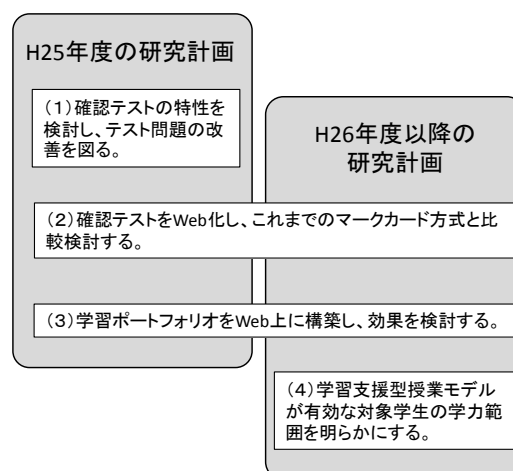 H25年度の研究計画
(1)確認テストの特性を
検討し、テスト問題の改
善を図る。
H26年度以降の
研究計画
(2)確認テストをWeb化し、これまでのマークカード方式と比
較検討する。
(3)学習ポートフォリオをWeb上に構築し、効果を検討する。
(4)学習支援型授業モデル
が有効な対象学生の学力範
囲を明らかにする。